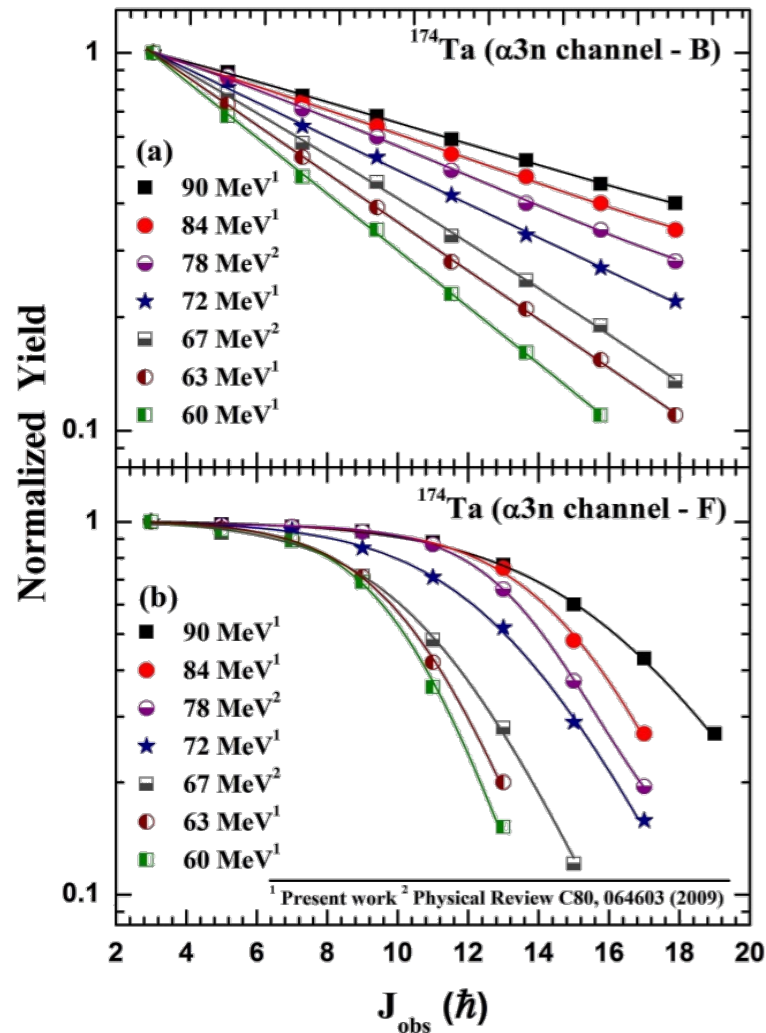 ¹⁷⁴Ta (α3n channel - B)
1
(a)
90 MeV¹
84 MeV¹
78 MeV²
72 MeV¹
67 MeV²
63 MeV¹
60 MeV¹
0.1
Normalized Yield
¹⁷⁴Ta (α3n channel - F)
1
(b)
90 MeV¹
84 MeV¹
78 MeV²
72 MeV¹
67 MeV²
63 MeV¹
60 MeV¹
¹ Present work ² Physical Review C80, 064603 (2009)
0.1
2 4 6 8 10 12 14 16 18 20
J_obs (ħ)